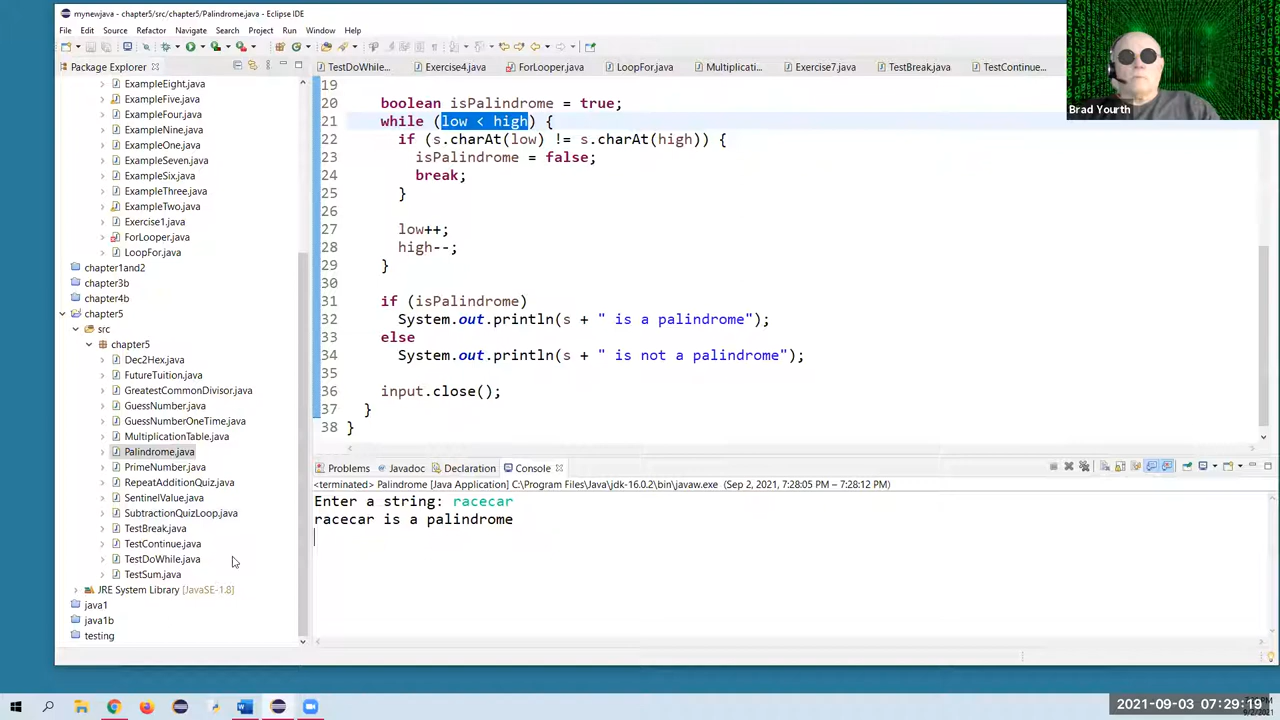 mynewjava - chapter5/src/chapter5/Palindrome.java - Eclipse IDE
File Edit Source Refactor Navigate Search Project Run Window Help
Package Explorer
TestDoWhile... Exercise4.java ForLooper.java LoopFor.java Multiplicati... Exercise7.java TestBreak.java TestContinue...
Brad Yourth
ExampleEight.java
ExampleFive.java
ExampleFour.java
ExampleNine.java
ExampleOne.java
ExampleSeven.java
ExampleSix.java
ExampleThree.java
ExampleTwo.java
Exercise1.java
ForLooper.java
LoopFor.java
chapter1and2
chapter3b
chapter4b
chapter5
src
chapter5
Dec2Hex.java
FutureTuition.java
GreatestCommonDivisor.java
GuessNumber.java
GuessNumberOneTime.java
MultiplicationTable.java
Palindrome.java
PrimeNumber.java
RepeatAdditionQuiz.java
SentinelValue.java
SubtractionQuizLoop.java
TestBreak.java
TestContinue.java
TestDoWhile.java
TestSum.java
JRE System Library [JavaSE-1.8]
java1
java1b
testing
19
20 boolean isPalindrome = true;
21 while (low < high) {
22 if (s.charAt(low) != s.charAt(high)) {
23 isPalindrome = false;
24 break;
25 }
26
27 low++;
28 high--;
29 }
30
31 if (isPalindrome)
32 System.out.println(s + " is a palindrome");
33 else
34 System.out.println(s + " is not a palindrome");
35
36 input.close();
37 }
38 }
Problems Javadoc Declaration Console
<terminated> Palindrome [Java Application] C:\Program Files\Java\jdk-16.0.2\bin\javaw.exe (Sep 2, 2021, 7:28:05 PM – 7:28:12 PM)
Enter a string: racecar
racecar is a palindrome
2021-09-03 07:29:19
9/2/2021